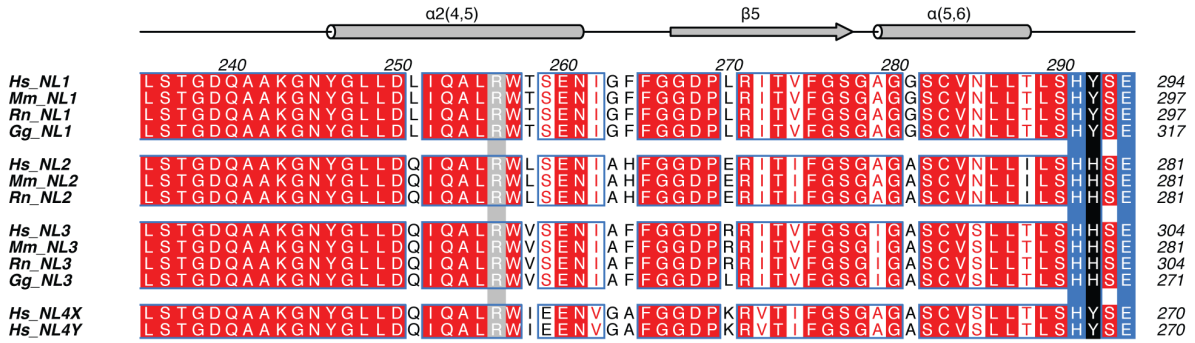 α2(4,5) β5 α(5,6)
240 250 260 270 280 290
Hs_NL1 LSTGDQAAKGNYGLLDLIQALRWTSENIGFFGGDPLRITVFGSGAGGSCVNLLTLSHYSE 294
Mm_NL1 LSTGDQAAKGNYGLLDLIQALRWTSENIGFFGGDPLRITVFGSGAGGSCVNLLTLSHYSE 297
Rn_NL1 LSTGDQAAKGNYGLLDLIQALRWTSENIGFFGGDPLRITVFGSGAGGSCVNLLTLSHYSE 297
Gg_NL1 LSTGDQAAKGNYGLLDLIQALRWTSENIGFFGGDPLRITVFGSGAGGSCVNLLTLSHYSE 317
Hs_NL2 LSTGDQAAKGNYGLLDQIQALRWLSENIAHFGGDPERITIFGSGAGASCVNLLILSHHSE 281
Mm_NL2 LSTGDQAAKGNYGLLDQIQALRWLSENIAHFGGDPERITIFGSGAGASCVNLLILSHHSE 281
Rn_NL2 LSTGDQAAKGNYGLLDQIQALRWLSENIAHFGGDPERITIFGSGAGASCVNLLILSHHSE 281
Hs_NL3 LSTGDQAAKGNYGLLDQIQALRWVSENIAFFGGDPRRITVFGSGIGASCVSLLTLSHHSE 304
Mm_NL3 LSTGDQAAKGNYGLLDQIQALRWVSENIAFFGGDPRRITVFGSGIGASCVSLLTLSHHSE 281
Rn_NL3 LSTGDQAAKGNYGLLDQIQALRWVSENIAFFGGDPRRITVFGSGIGASCVSLLTLSHHSE 304
Gg_NL3 LSTGDQAAKGNYGLLDQIQALRWVSENIAFFGGDPLRITVFGSGIGASCVSLLTLSHHSE 271
Hs_NL4X LSTGDQAAKGNYGLLDQIQALRWIEENVGAFGGDPKRVTIFGSGAGASCVSLLTLSHYSE 270
Hs_NL4Y LSTGDQAAKGNYGLLDQIQALRWIEENVGAFGGDPKRVTIFGSGAGASCVSLLTLSHYSE 270